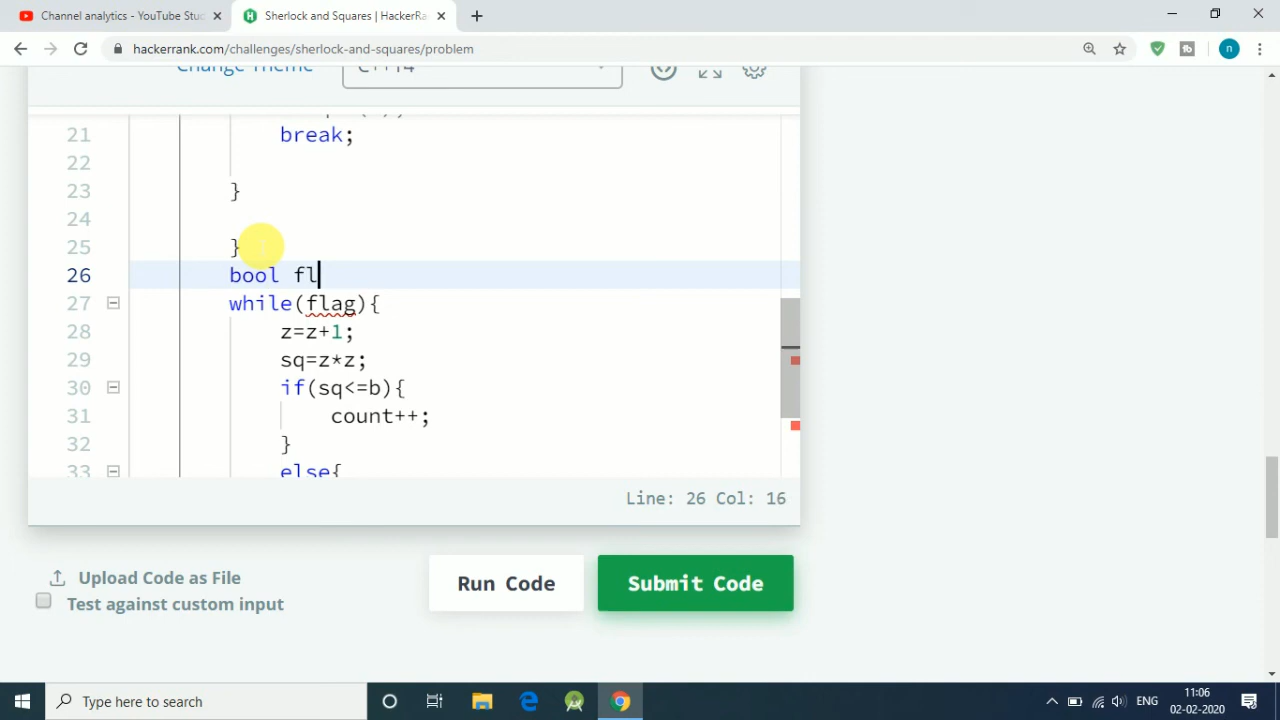 Channel analytics - YouTube Stu
Sherlock and Squares | HackerRa
hackerrank.com/challenges/sherlock-and-squares/problem
n
Change Theme C++14
21 break;
22
23 }
24
25 }
26 bool fl
27 while(flag){
28 z=z+1;
29 sq=z*z;
30 if(sq<=b){
31 count++;
32 }
33 else{
Line: 26 Col: 16
Upload Code as File
Run Code Submit Code
Test against custom input
Type here to search
ENG
11:06
02-02-2020